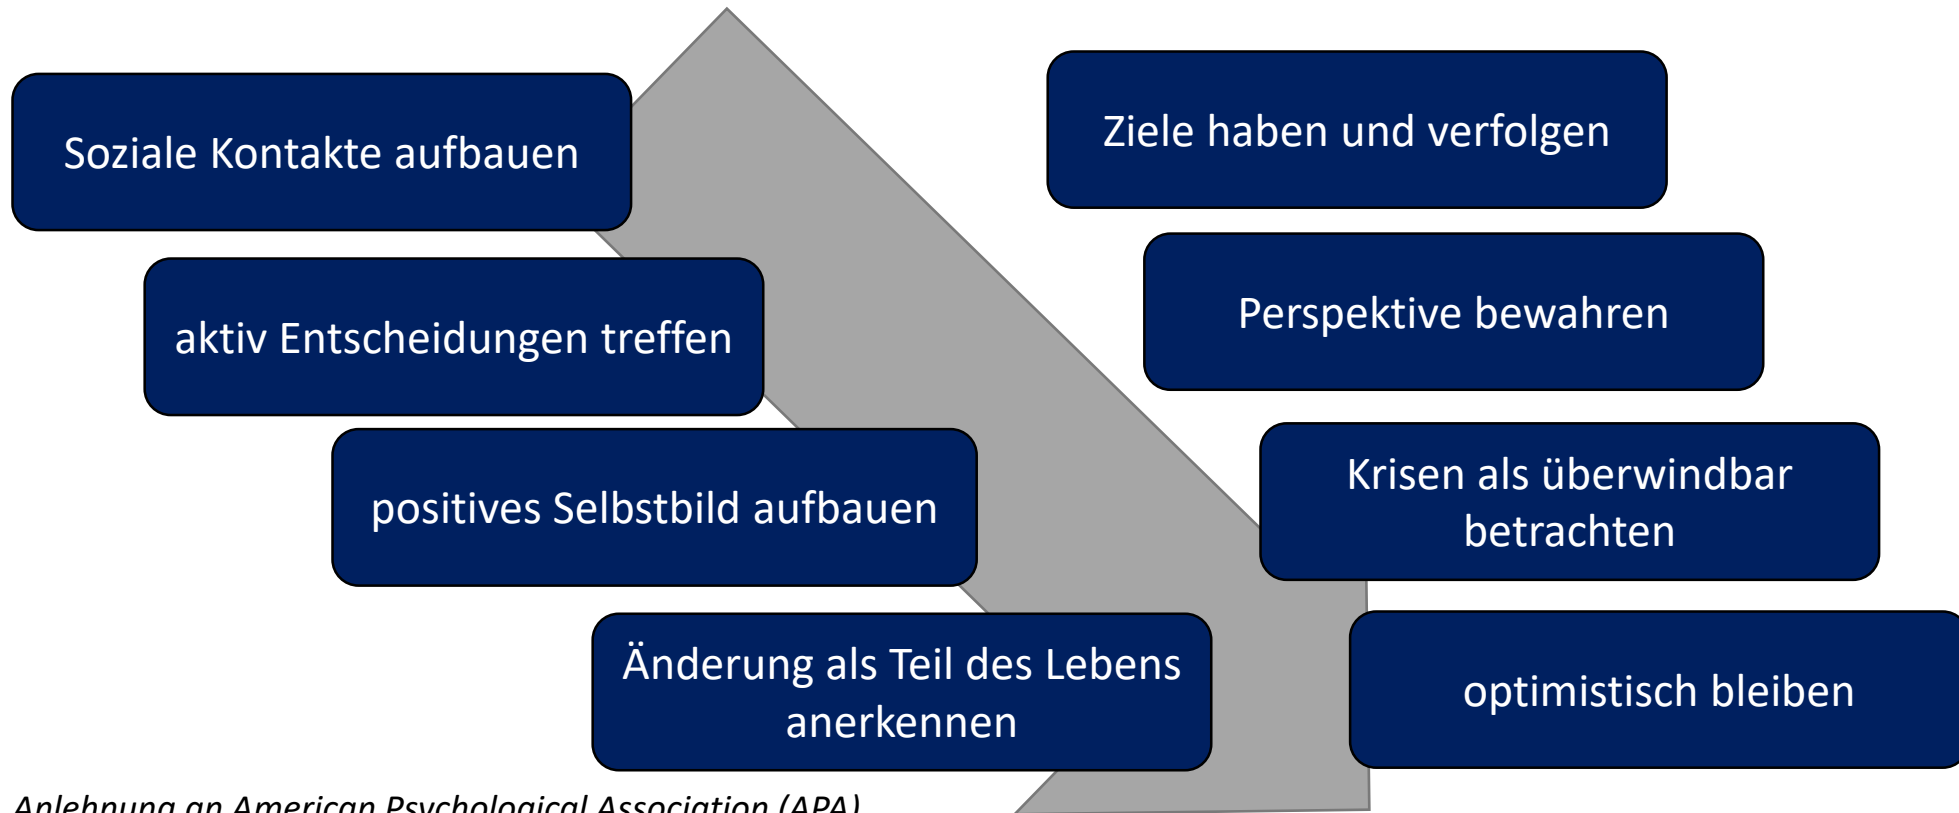 Soziale Kontakte aufbauen
aktiv Entscheidungen treffen
positives Selbstbild aufbauen
Änderung als Teil des Lebens
anerkennen
Ziele haben und verfolgen
Perspektive bewahren
Krisen als überwindbar
betrachten
optimistisch bleiben
Anlehnung an American Psychological Association (APA)